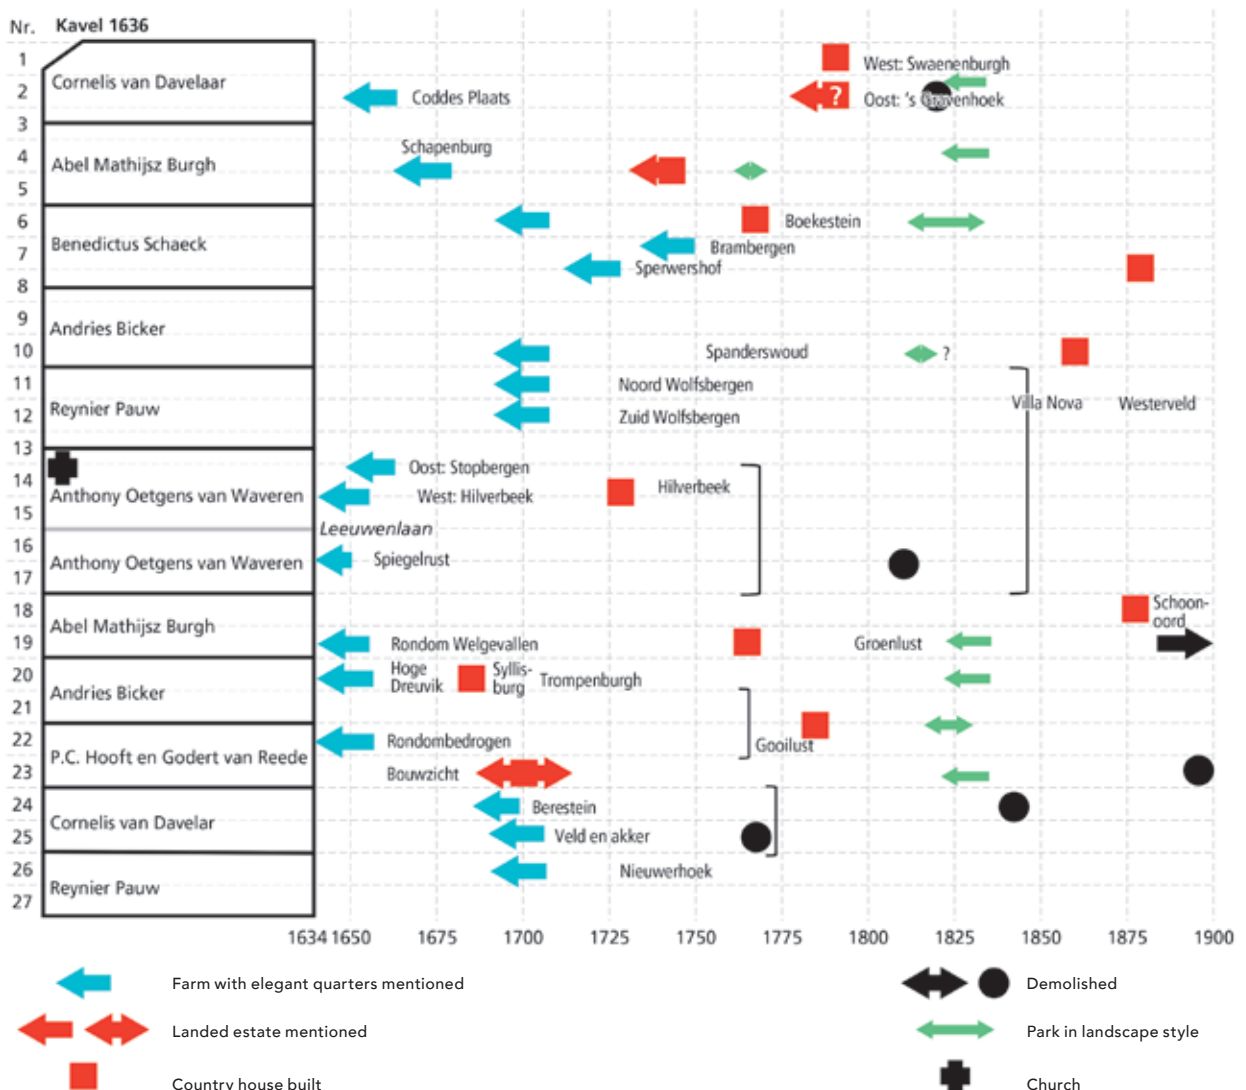 Nr. Kavel 1636
1
West: Swaenenburgh
Cornelis van Davelaar
2
Coddes Plaats
?
Oost: 's Gravenhoek
3
Schapenburg
4
Abel Mathijsz Burgh
5
6
Boekestein
Benedictus Schaeck
7
Brambergen
Sperwershof
8
9
Andries Bicker
10
Spanderswoud
?
11
Noord Wolfsbergen
Reynier Pauw
Villa Nova
Westerveld
12
Zuid Wolfsbergen
13
Oost: Stopbergen
14
Anthony Oetgens van Waveren
West: Hilverbeek
Hilverbeek
15
Leeuwenlaan
16
Anthony Oetgens van Waveren
Spiegelrust
17
18
Schoon-
oord
Abel Mathijsz Burgh
19
Rondom Welgevallen
Groenlust
20
Hoge
Dreuvik
Syllis-
burg
Trompenburgh
Andries Bicker
21
22
Rondombedrogen
Gooilust
P.C. Hooft en Godert van Reede
23
Bouwzicht
24
Berestein
Cornelis van Davelar
25
Veld en akker
26
Nieuwerhoek
Reynier Pauw
27
1634 1650 1675 1700 1725 1750 1775 1800 1825 1850 1875 1900
Farm with elegant quarters mentioned
Demolished
Landed estate mentioned
Park in landscape style
Country house built
Church